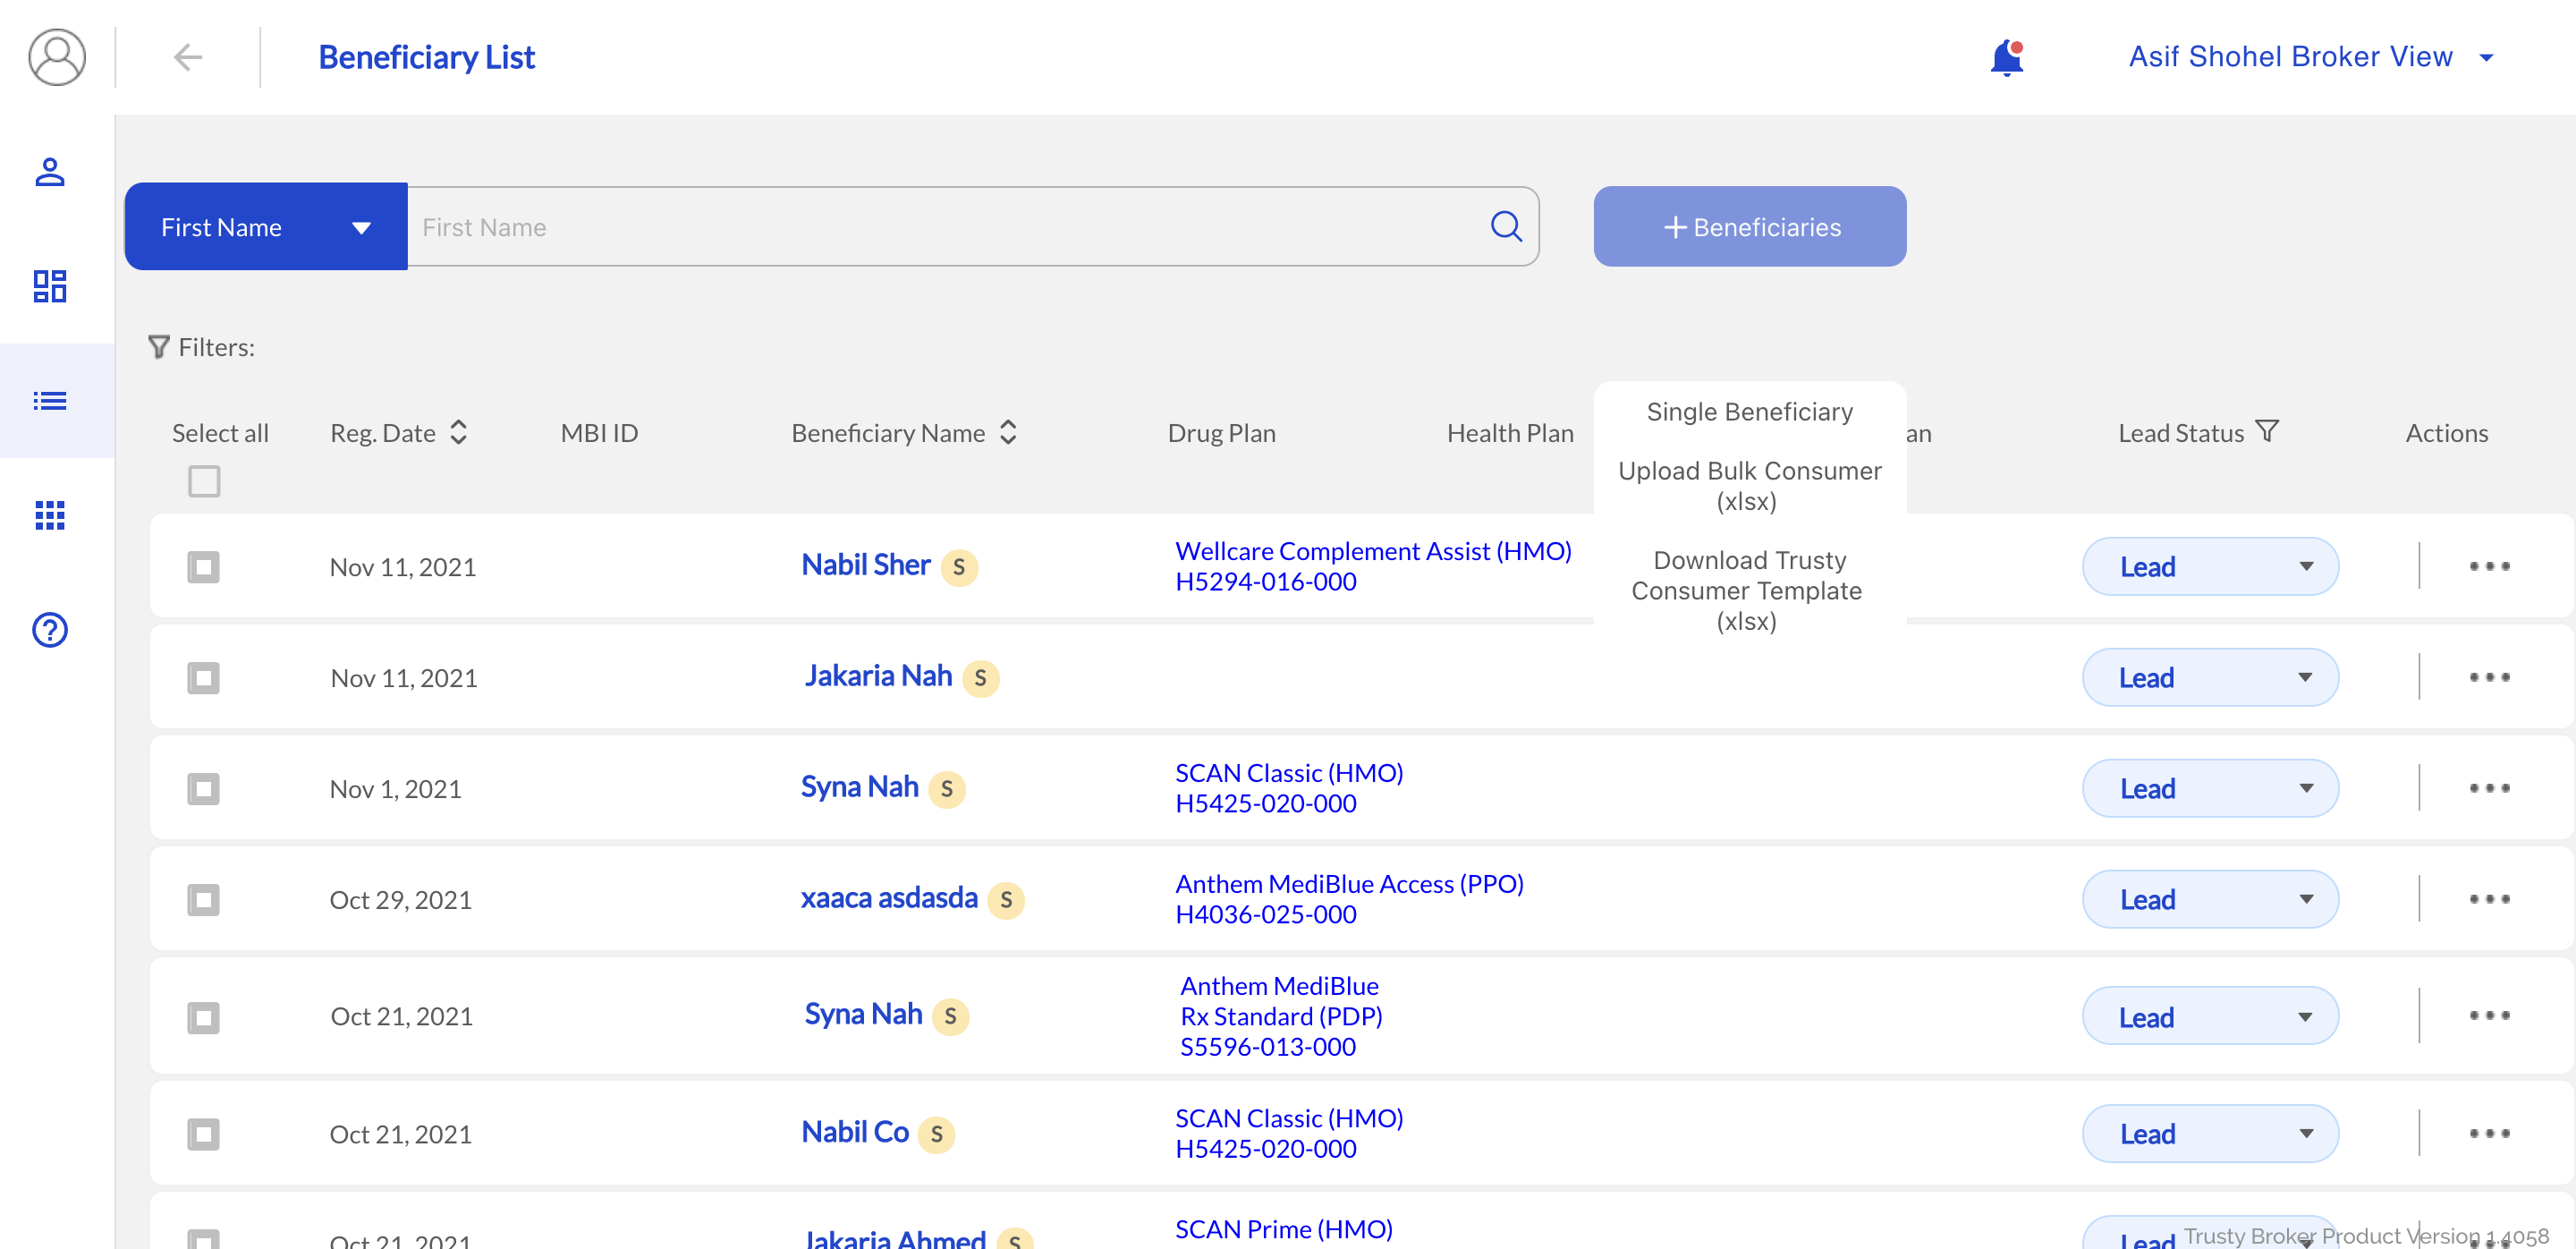 Beneficiary List
Asif Shohel Broker View
First Name
First Name
+ Beneficiaries
Filters:
Select all
Reg. Date
MBI ID
Beneficiary Name
Drug Plan
Health Plan
an
Lead Status
Actions
Single Beneficiary
Upload Bulk Consumer
(xlsx)
Download Trusty
Consumer Template
(xlsx)
Nov 11, 2021
Nabil Sher S
Wellcare Complement Assist (HMO)
H5294-016-000
Lead
Nov 11, 2021
Jakaria Nah S
Lead
Nov 1, 2021
Syna Nah S
SCAN Classic (HMO)
H5425-020-000
Lead
Oct 29, 2021
xaaca asdasda S
Anthem MediBlue Access (PPO)
H4036-025-000
Lead
Oct 21, 2021
Syna Nah S
Anthem MediBlue
Rx Standard (PDP)
S5596-013-000
Lead
Oct 21, 2021
Nabil Co S
SCAN Classic (HMO)
H5425-020-000
Lead
Oct 21, 2021
Jakaria Ahmed S
SCAN Prime (HMO)
Lead
Trusty Broker Product Version 1.4058